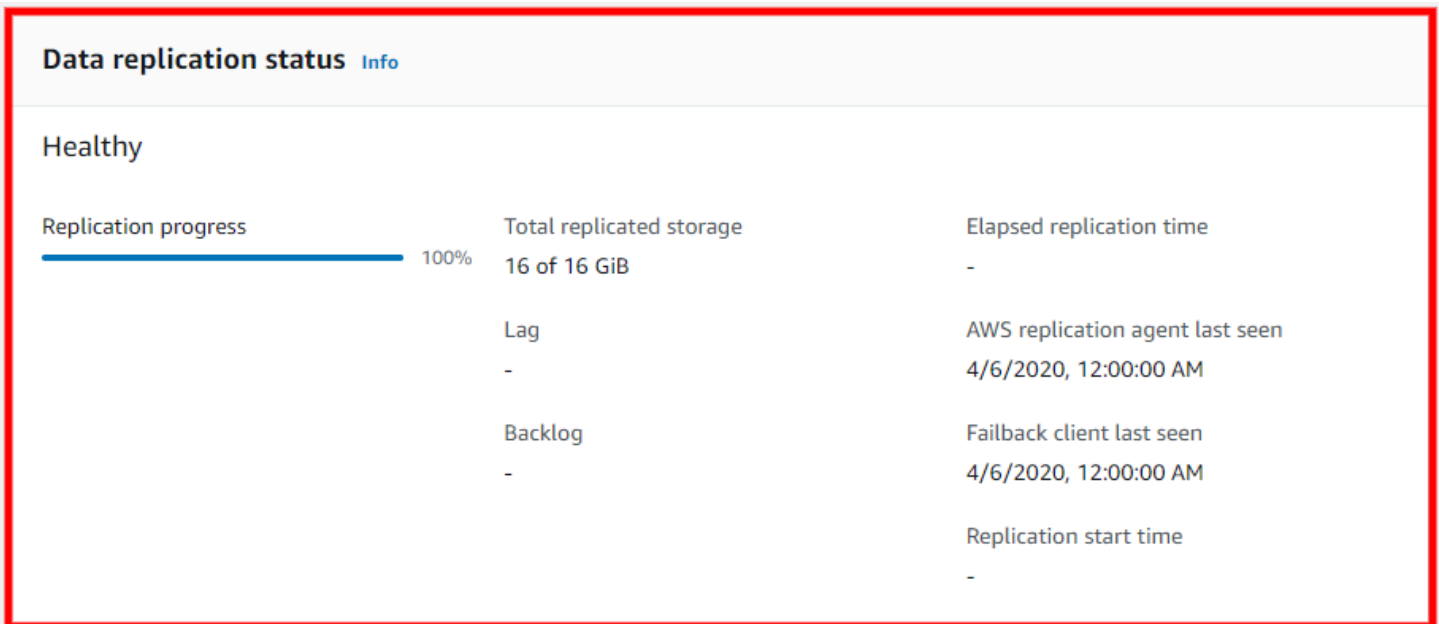 Data replication status Info
Healthy
Replication progress
100%
Total replicated storage
16 of 16 GiB
Lag
-
Backlog
-
Elapsed replication time
-
AWS replication agent last seen
4/6/2020, 12:00:00 AM
Failback client last seen
4/6/2020, 12:00:00 AM
Replication start time
-